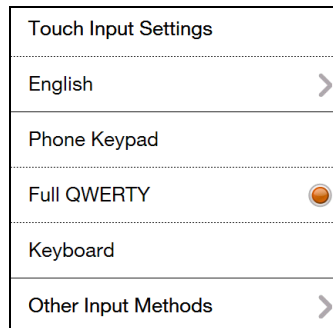 Touch Input Settings
English
Phone Keypad
Full QWERTY
Keyboard
Other Input Methods